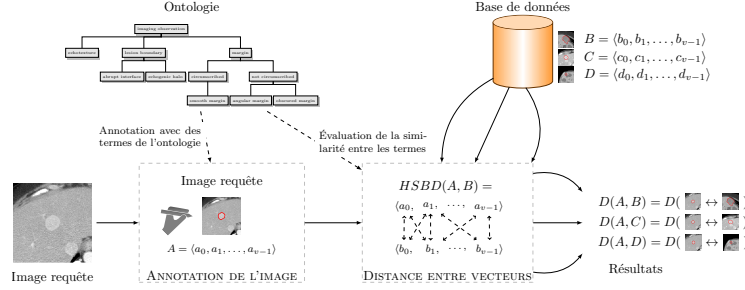 Ontologie
Base de données
imaging observation
echotexture
lesion boundary
margin
abrupt interface
echogenic halo
circumscribed
not circumscribed
smooth margin
angular margin
obscured margin
B = ⟨b0, b1, . . . , bv−1⟩
C = ⟨c0, c1, . . . , cv−1⟩
D = ⟨d0, d1, . . . , dv−1⟩
Annotation avec des
termes de l'ontologie
Évaluation de la simi-
larité entre les termes
Image requête
Image requête
A = ⟨a0, a1, . . . , av−1⟩
ANNOTATION DE L'IMAGE
HSBD(A, B) =
⟨a0, a1, · · · , av−1⟩
⟨b0, b1, · · · , bv−1⟩
DISTANCE ENTRE VECTEURS
D(A, B) = D( ↔ )
D(A, C) = D( ↔ )
D(A, D) = D( ↔ )
Résultats